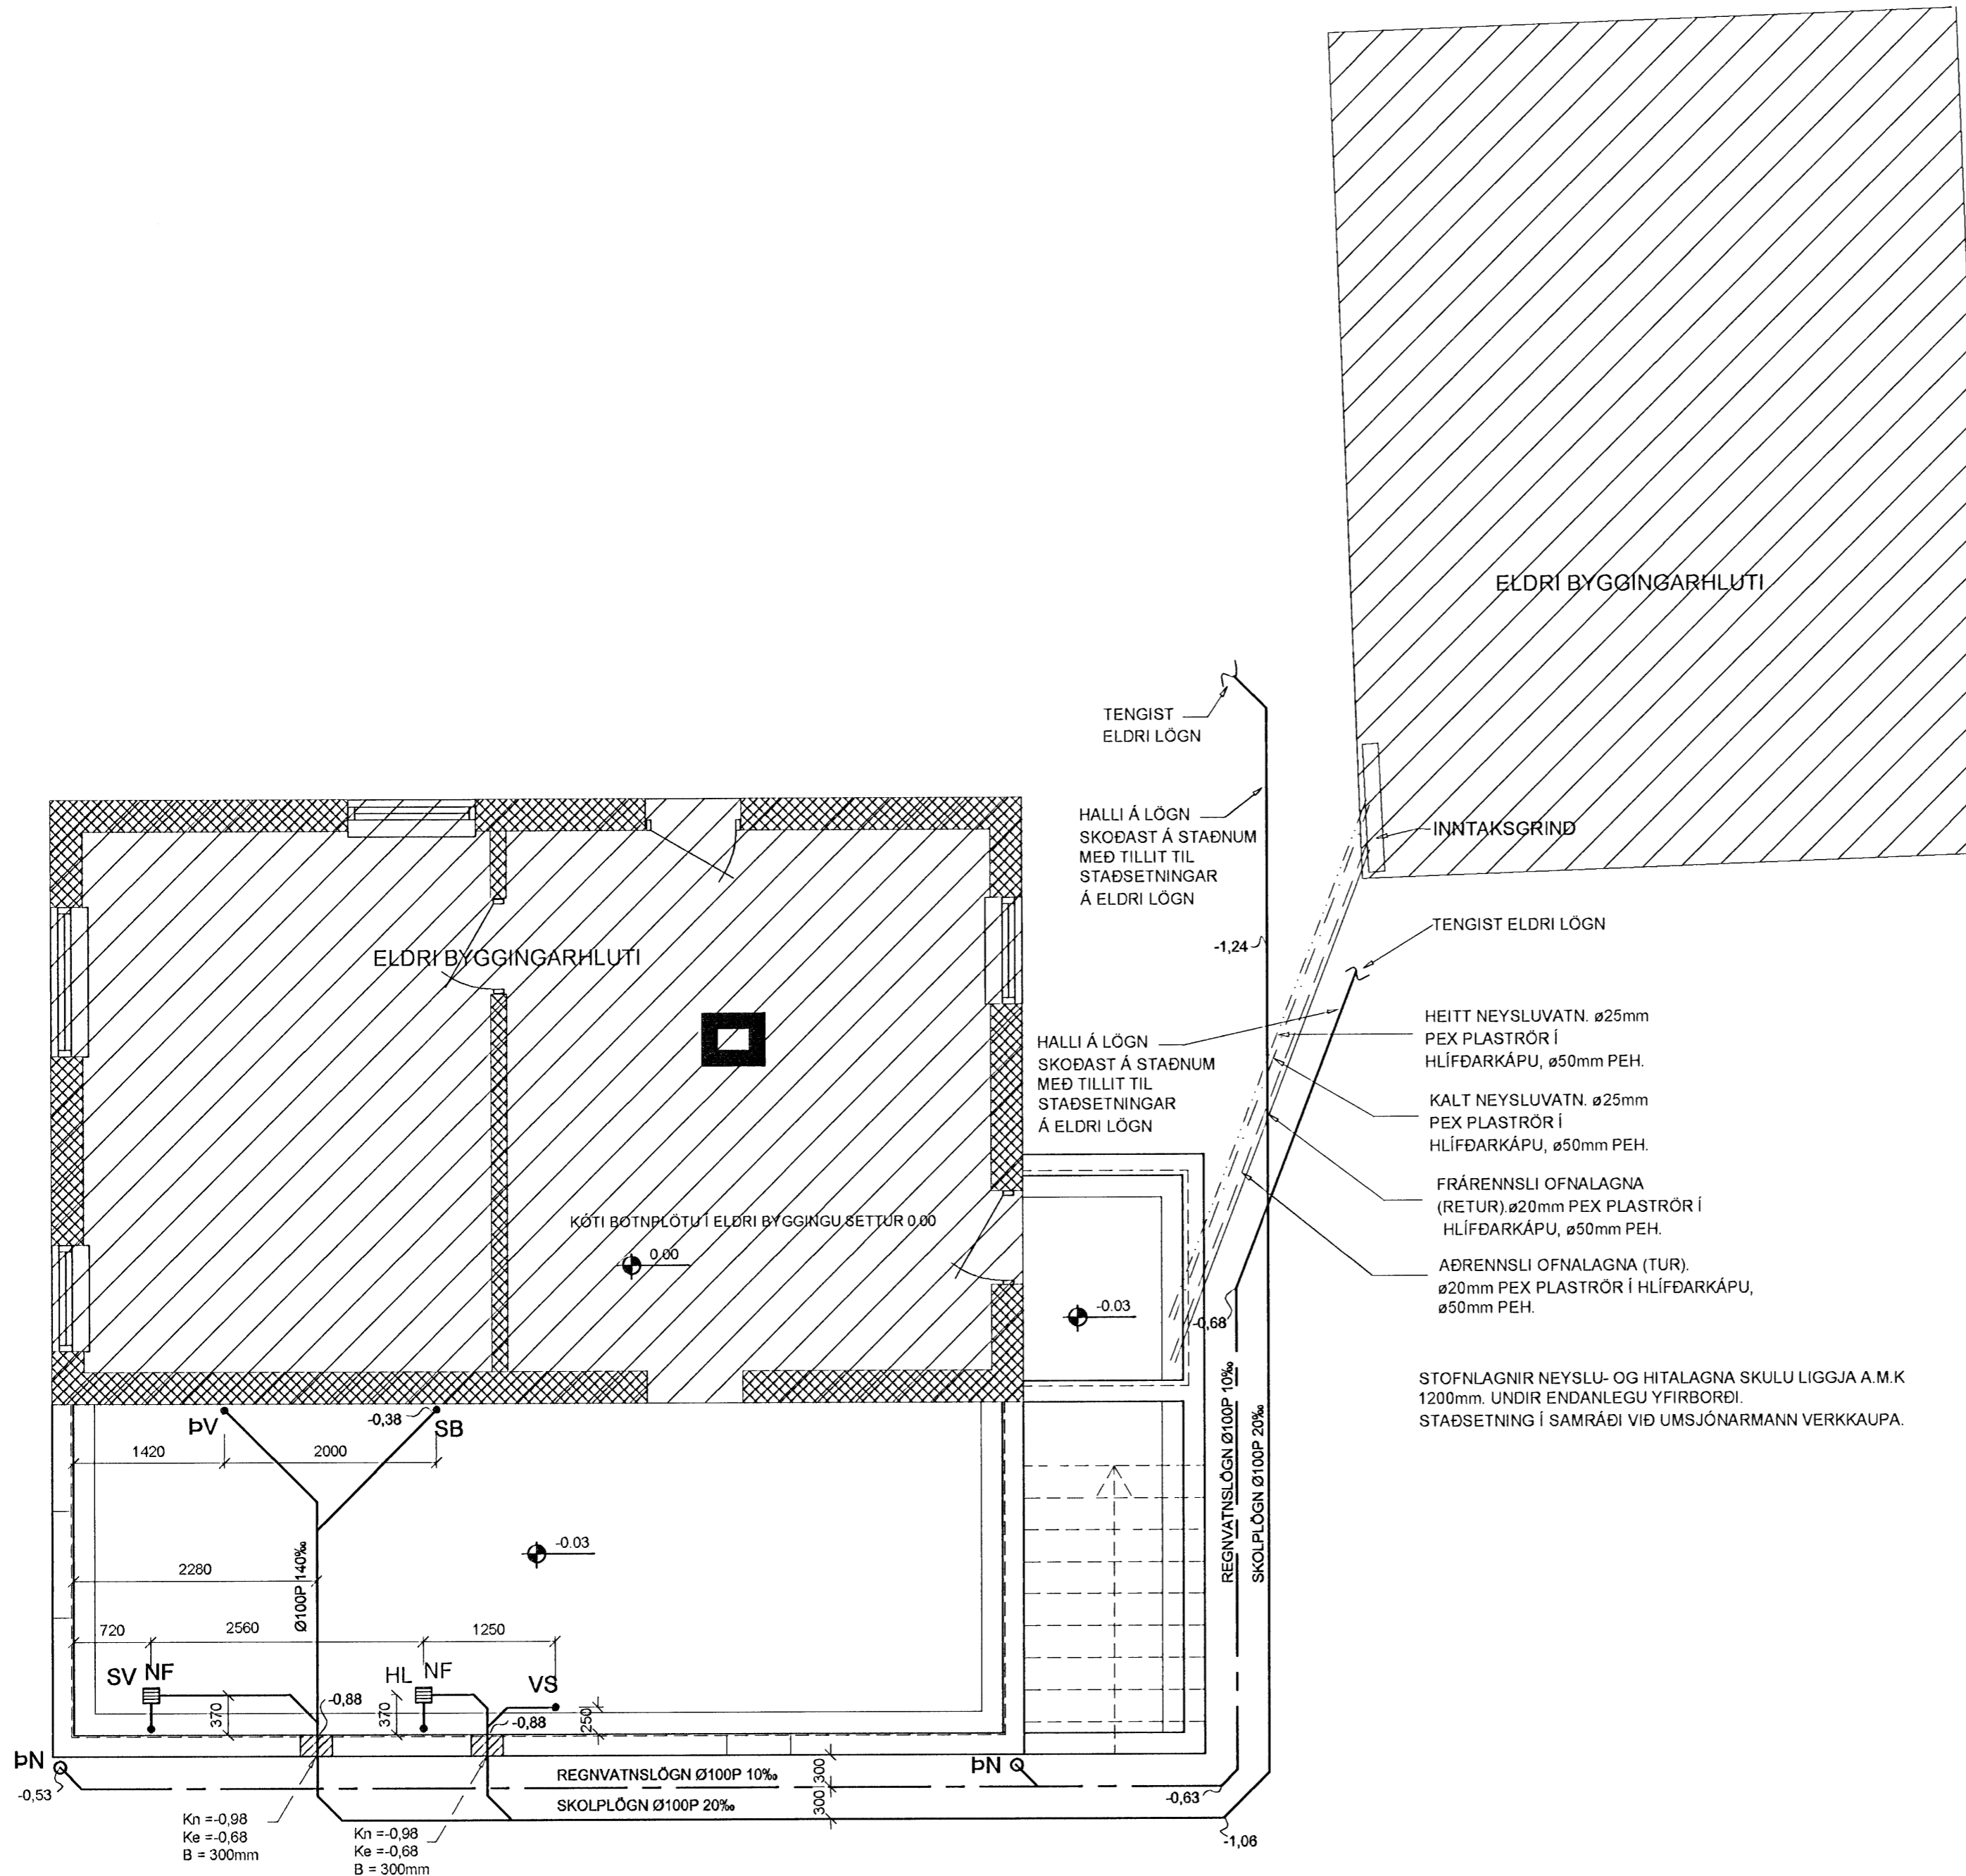 ELDRI BYGGINGARHLUTI
TENGIST
ELDRI LÖGN
HALLI Á LÖGN
SKOÐAST Á STAÐNUM
MEÐ TILLIT TIL
STAÐSETNINGAR
Á ELDRI LÖGN
INNTAKSGRIND
TENGIST ELDRI LÖGN
-1,24
ELDRI BYGGINGARHLUTI
HALLI Á LÖGN
SKOÐAST Á STAÐNUM
MEÐ TILLIT TIL
STAÐSETNINGAR
Á ELDRI LÖGN
HEITT NEYSLUVATN. ø25mm
PEX PLASTRÖR Í
HLÍFÐARKÁPU, ø50mm PEH.
KALT NEYSLUVATN. ø25mm
PEX PLASTRÖR Í
HLÍFÐARKÁPU, ø50mm PEH.
FRÁRENNSLI OFNALAGNA
(RETUR).ø20mm PEX PLASTRÖR Í
HLÍFÐARKÁPU, ø50mm PEH.
AÐRENNSLI OFNALAGNA (TUR).
ø20mm PEX PLASTRÖR Í HLÍFÐARKÁPU,
ø50mm PEH.
KÓTI BOTNPLÖTU Í ELDRI BYGGINGU SETTUR 0.00
0.00
-0.03
-0,68
STOFNLAGNIR NEYSLU- OG HITALAGNA SKULU LIGGJA A.M.K
1200mm. UNDIR ENDANLEGU YFIRBORÐI.
STAÐSETNING Í SAMRÁÐI VIÐ UMSJÓNARMANN VERKKAUPA.
REGNVATNSLÖGN Ø100P 10‰
SKOLPLÖGN Ø100P 20‰
ÞV
-0,38
SB
1420
2000
-0.03
2280
Ø100P 140‰
720
2560
1250
SV NF
HL NF
VS
370
-0,88
370
-0,88
250
ÞN
-0,53
REGNVATNSLÖGN Ø100P 10‰
SKOLPLÖGN Ø100P 20‰
300
300
ÞN
-0,63
-1,06
Kn =-0,98
Ke =-0,68
B = 300mm
Kn =-0,98
Ke =-0,68
B = 300mm